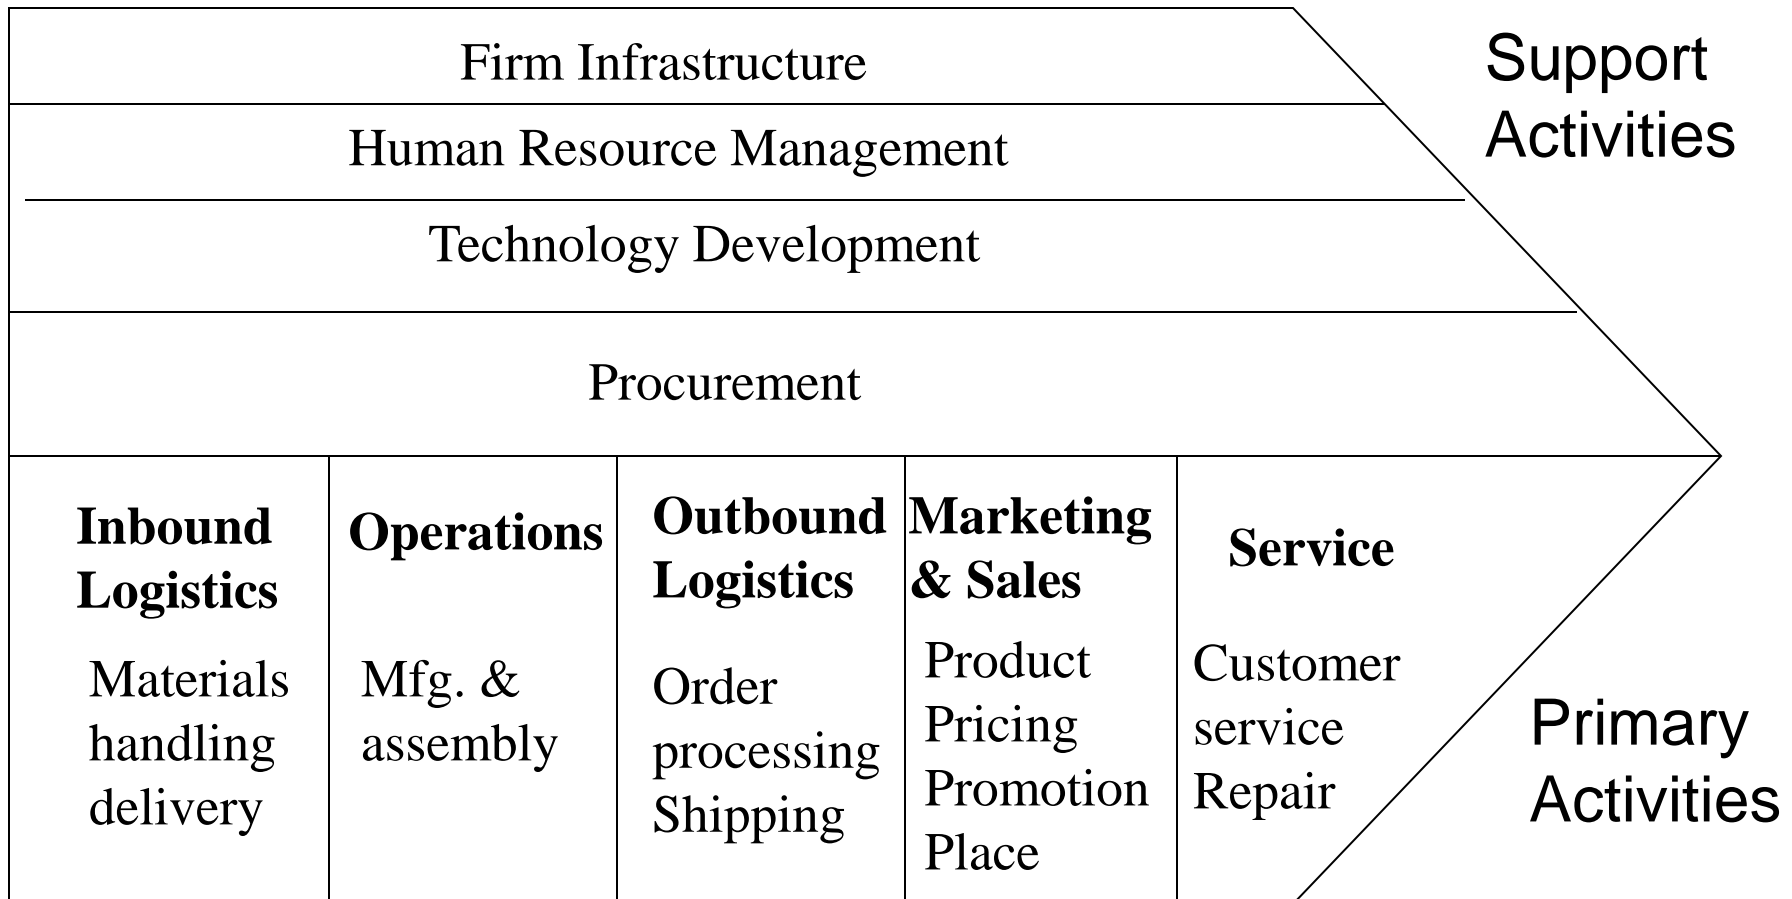 Firm Infrastructure
Support
Activities
Human Resource Management
Technology Development
Procurement
Inbound
Logistics
Materials
handling
delivery
Operations
Mfg. &
assembly
Outbound
Logistics
Order
processing
Shipping
Marketing
& Sales
Product
Pricing
Promotion
Place
Service
Customer
service
Repair
Primary
Activities